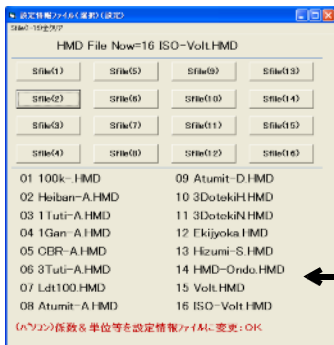 設定情報ファイル(選択)(設定)
Sfile0-15全クリア
HMD File Now=16 ISO-Volt.HMD
Sfile(1) Sfile(5) Sfile(9) Sfile(13)
Sfile(2) Sfile(6) Sfile(10) Sfile(14)
Sfile(3) Sfile(7) Sfile(11) Sfile(15)
Sfile(4) Sfile(8) Sfile(12) Sfile(16)
01 100k-.HMD 09 Atumit-D.HMD
02 Heiban-A.HMD 10 3DotekiH.HMD
03 1Tuti-A.HMD 11 3DotekiN.HMD
04 1Gan-A.HMD 12 Ekijyoka.HMD
05 CBR-A.HMD 13 Hizumi-S.HMD
06 3Tuti-A.HMD 14 HMD-Ondo.HMD
07 Ldt100.HMD 15 Volt.HMD
08 Atumit-A.HMD 16 ISO-Volt.HMD
(パソコン)係数&単位等を設定情報ファイルに変更:OK